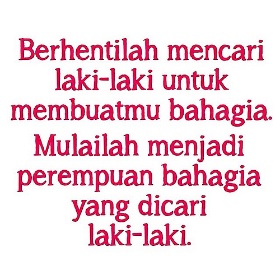 Berhentilah mencari
laki-laki untuk
membuatmu bahagia.
Mulailah menjadi
perempuan bahagia
yang dicari
laki-laki.